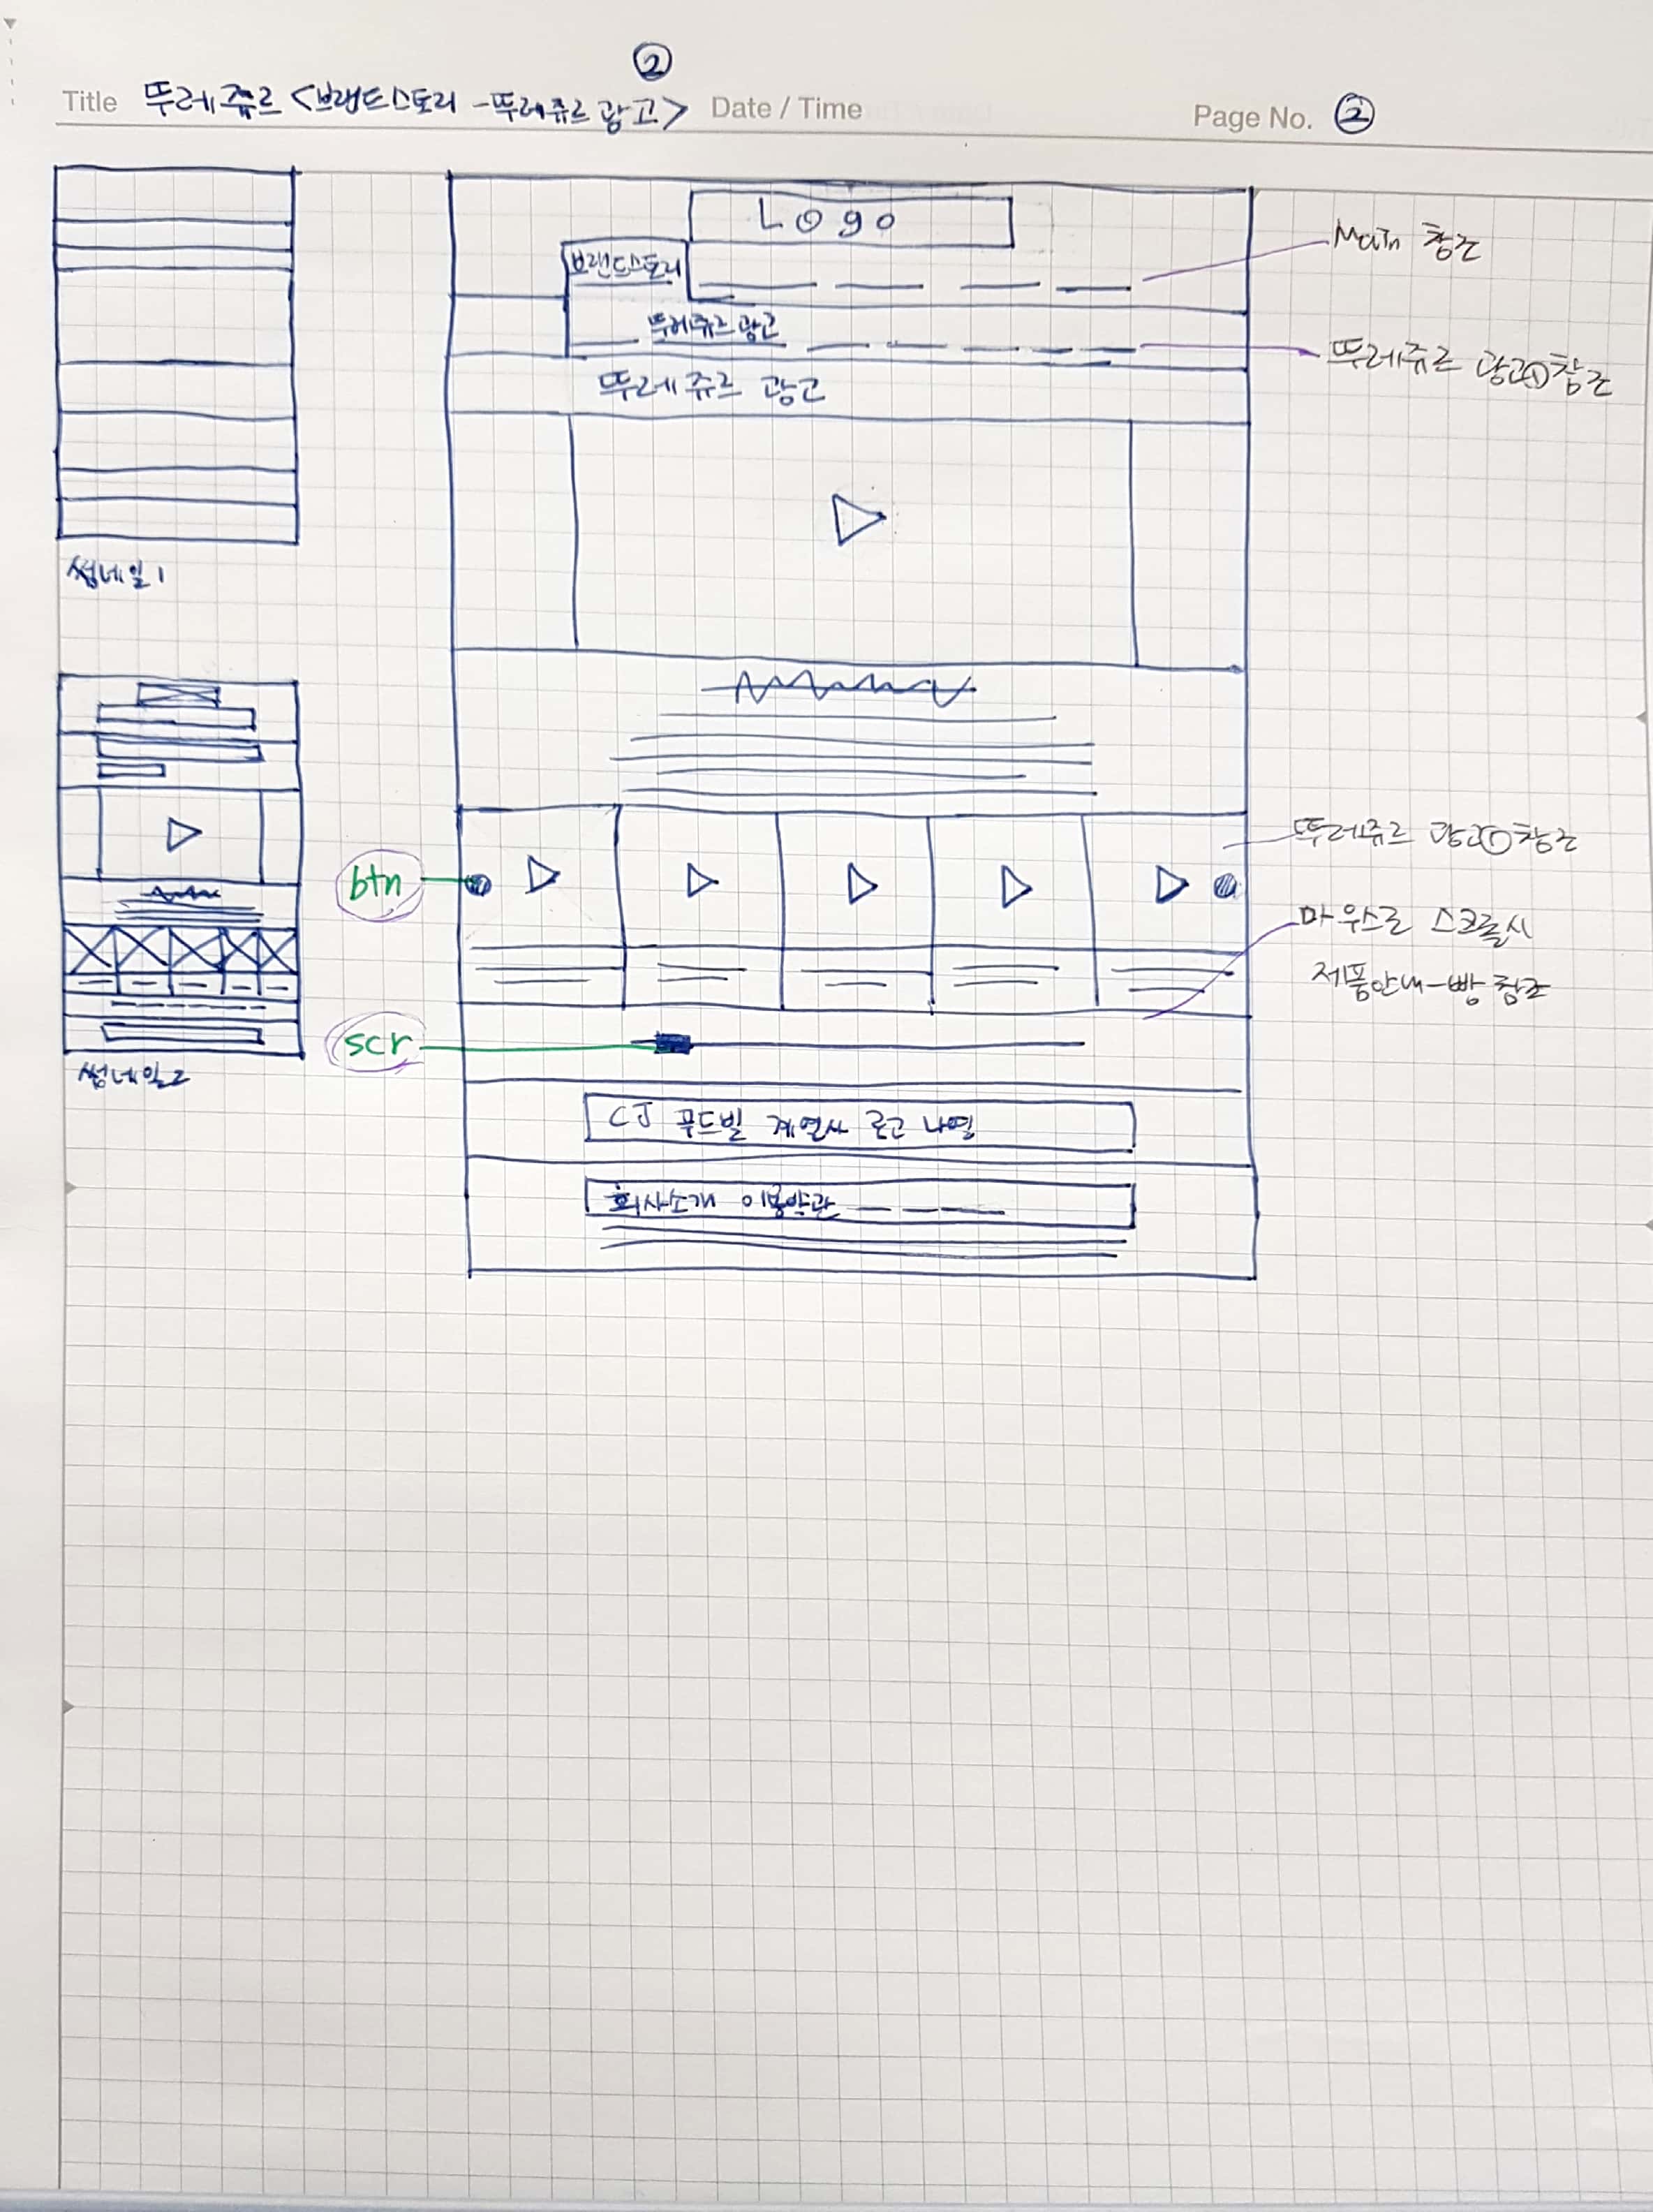 ②
Title 뚜레쥬르 <브랜드스토리 - 뚜레쥬르 광고> Date / Time Page No. ②
Logo
Main 참조
브랜드스토리
뚜레쥬르 광고
뚜레쥬르 광고① 참조
뚜레쥬르 광고
썸네일1
뚜레쥬르 광고① 참조
btn
마우스로 스크롤시
제품안내-빵 참조
scr
썸네일2
CJ 푸드빌 계열사 로고 나열
회사소개 이용약관